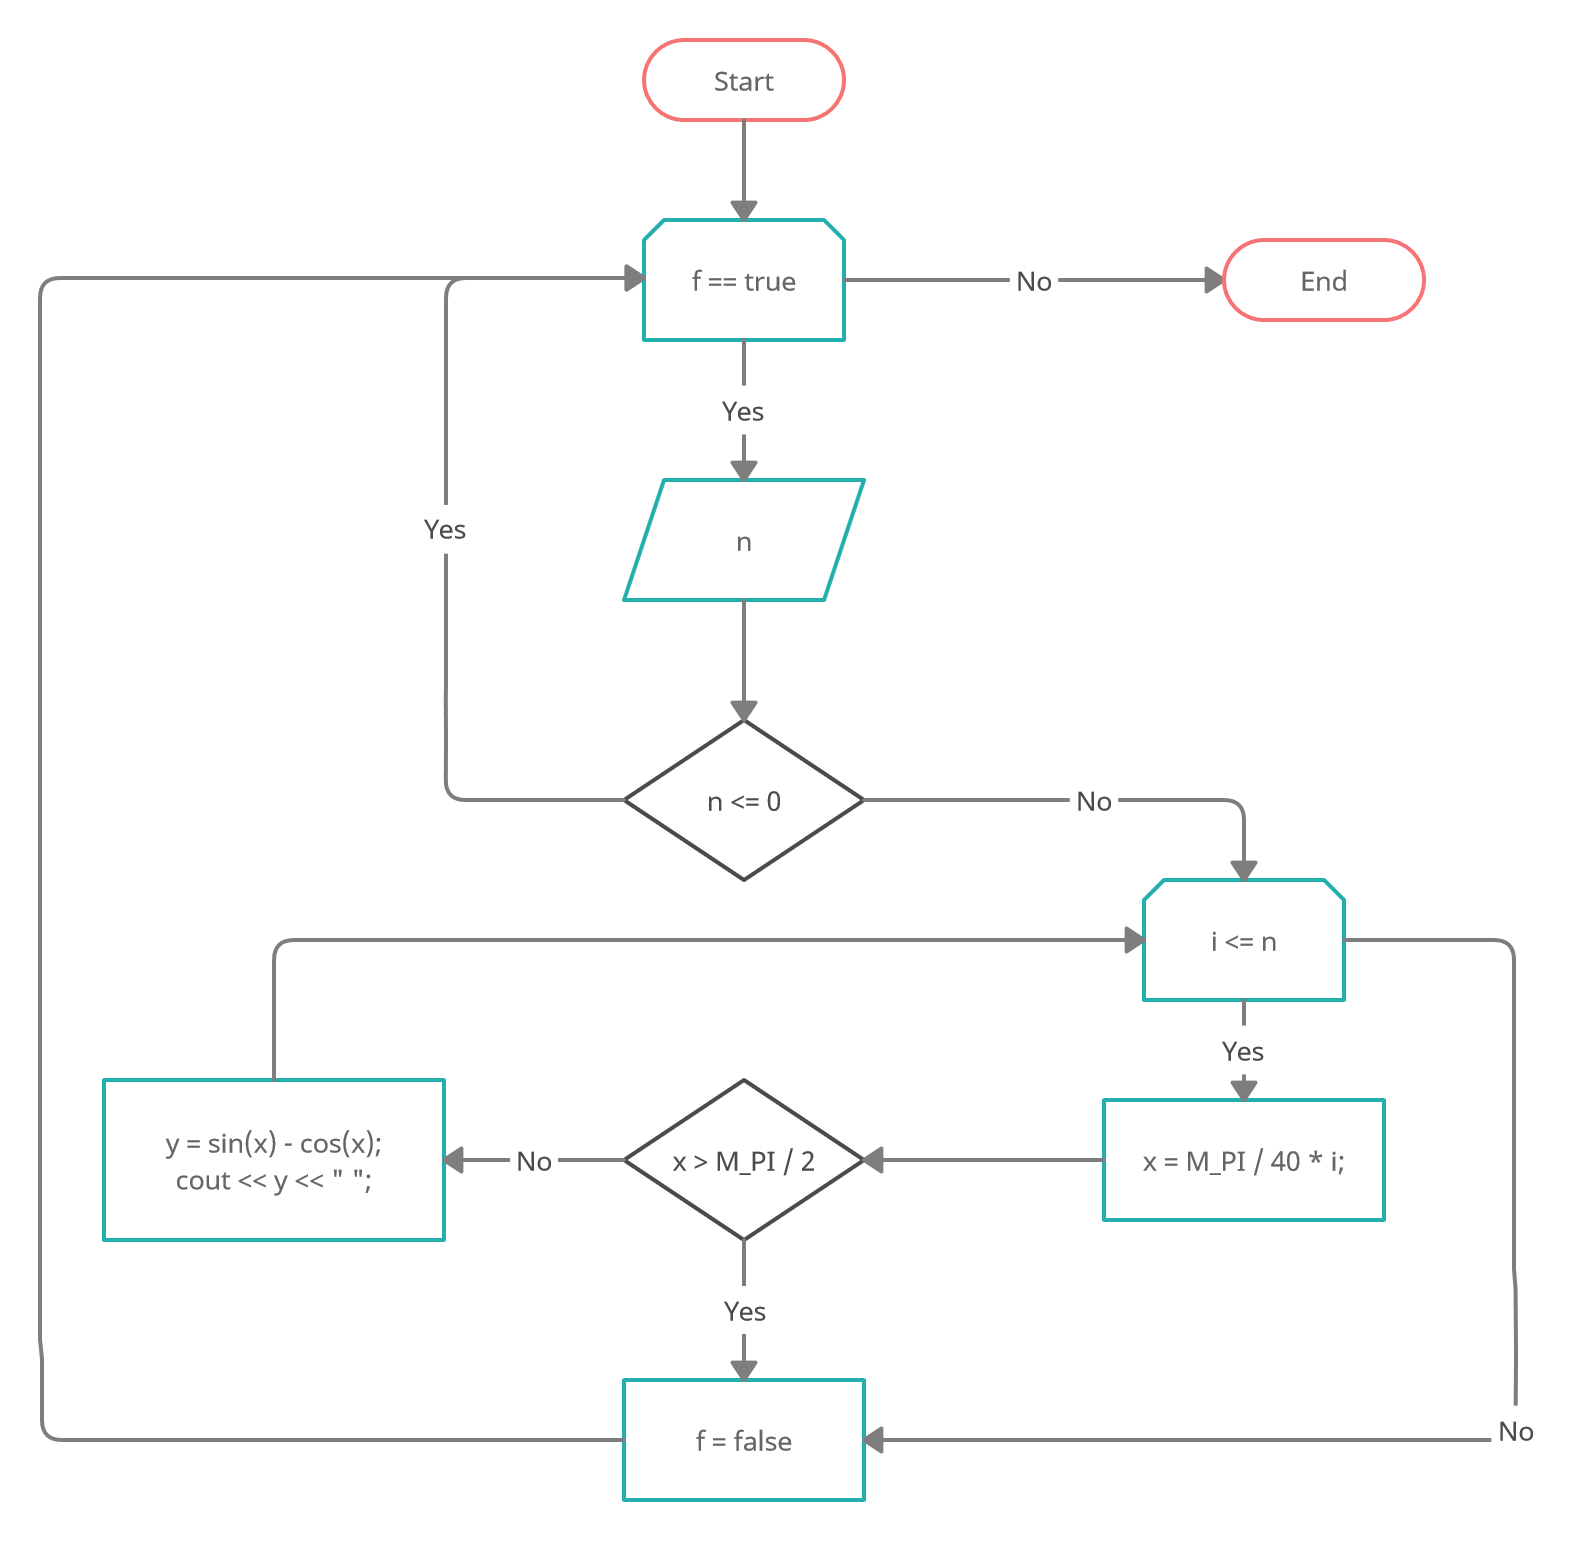 Start
f == true
No
End
Yes
n
Yes
n <= 0
No
i <= n
Yes
y = sin(x) - cos(x);
cout << y << " ";
No
x > M_PI / 2
x = M_PI / 40 * i;
Yes
f = false
No